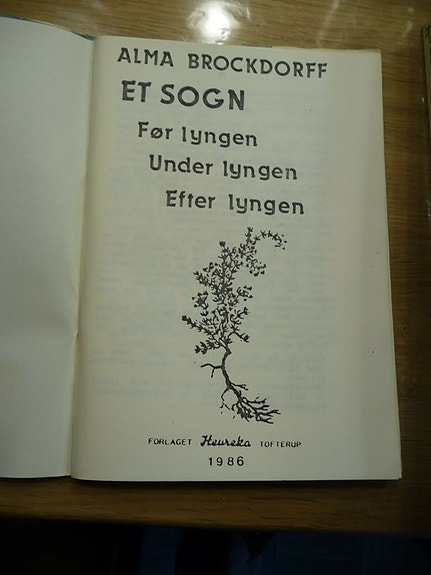 ALMA BROCKDORFF
ET SOGN
Før lyngen
Under lyngen
Efter lyngen
FORLAGET Heureka TOFTERUP
1986